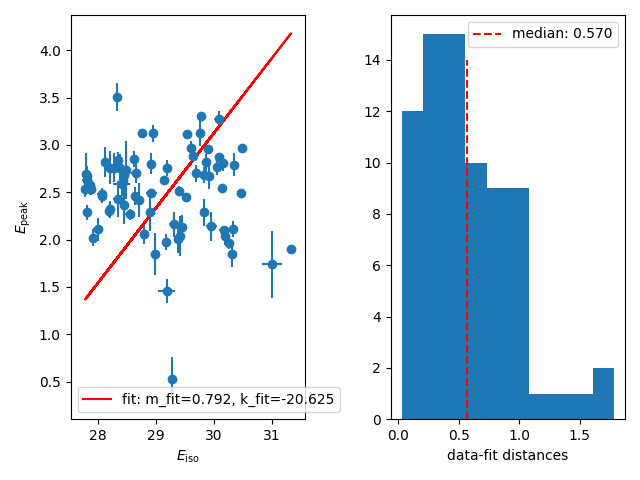 4.0
3.5
3.0
2.5
2.0
1.5
1.0
0.5
E_peak
fit: m_fit=0.792, k_fit=-20.625
28 29 30 31
E_iso
median: 0.570
14
12
10
8
6
4
2
0
0.0 0.5 1.0 1.5
data-fit distances